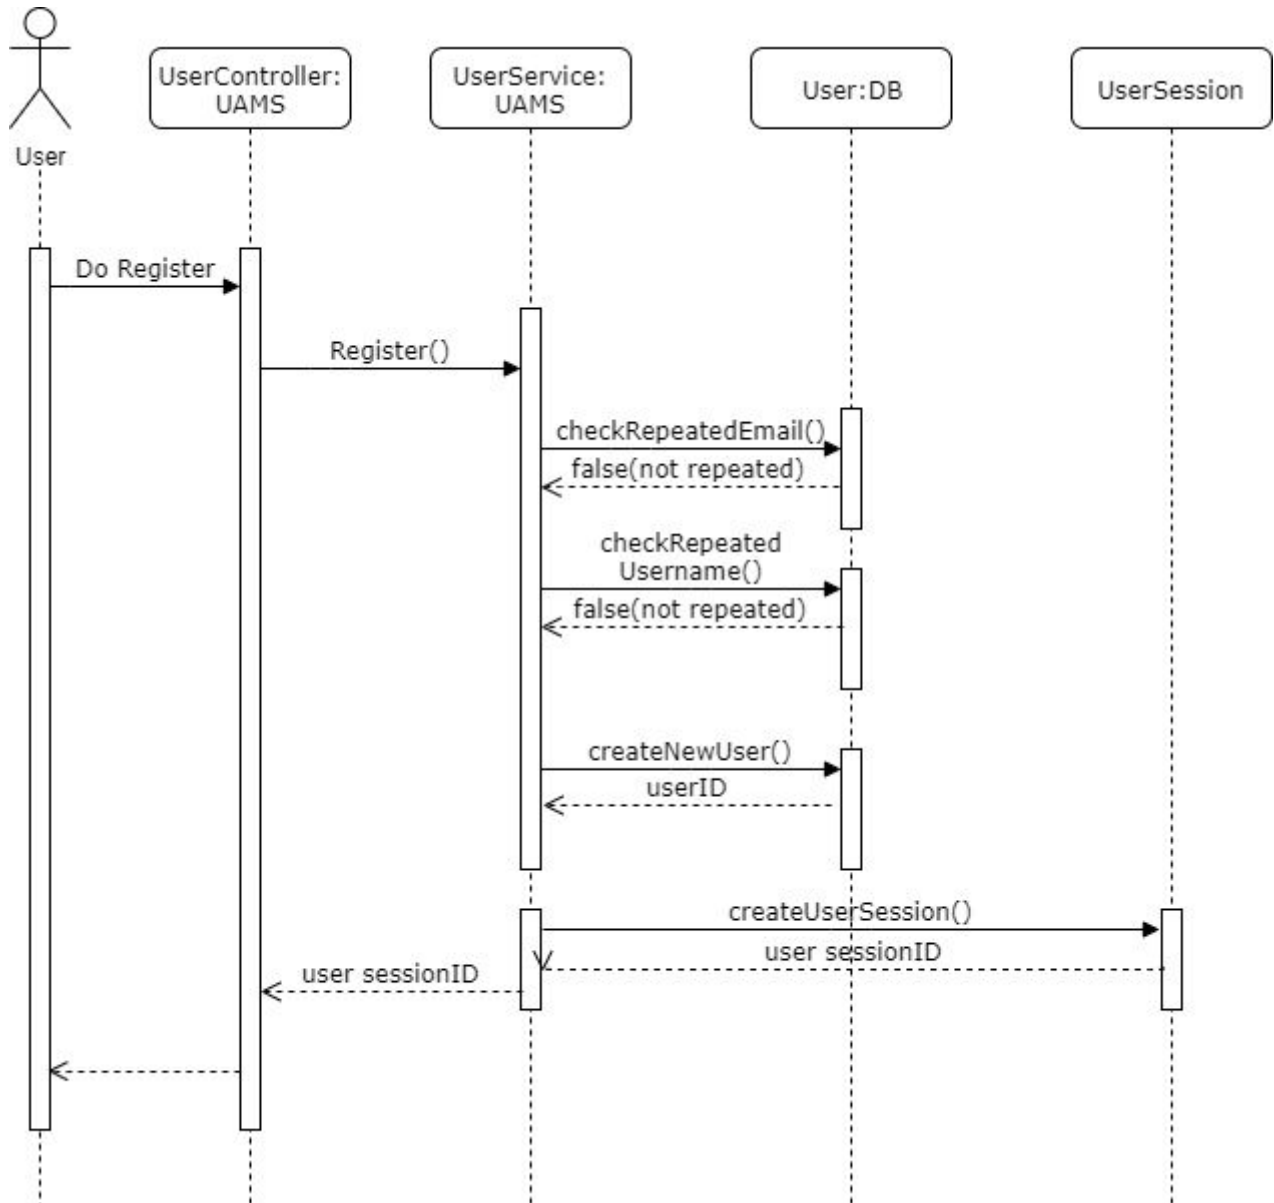 UserController:
UAMS
UserService:
UAMS
User:DB
UserSession
User
Do Register
Register()
checkRepeatedEmail()
false(not repeated)
checkRepeated
Username()
false(not repeated)
createNewUser()
userID
createUserSession()
user sessionID
user sessionID